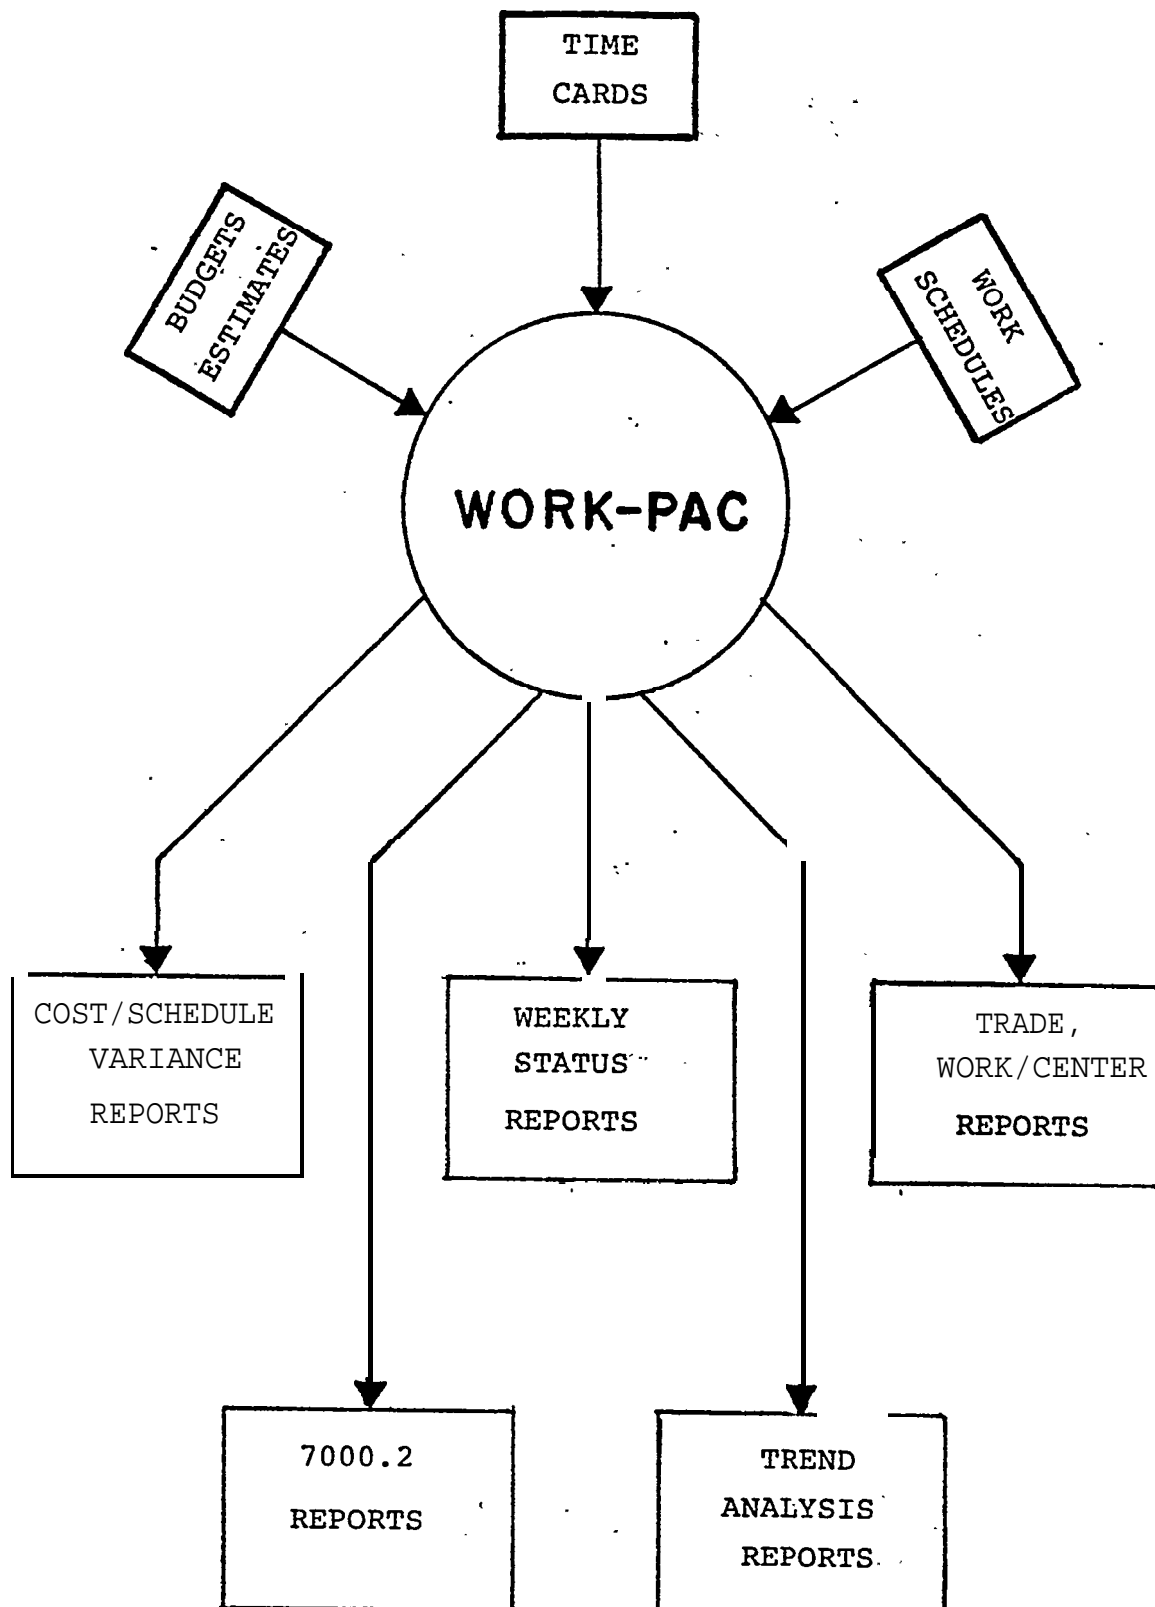 TIME
CARDS
BUDGETS
ESTIMATES
WORK
SCHEDULES
WORK-PAC
COST/SCHEDULE
VARIANCE
REPORTS
WEEKLY
STATUS
REPORTS
TRADE,
WORK/CENTER
REPORTS
7000.2
REPORTS
TREND
ANALYSIS
REPORTS